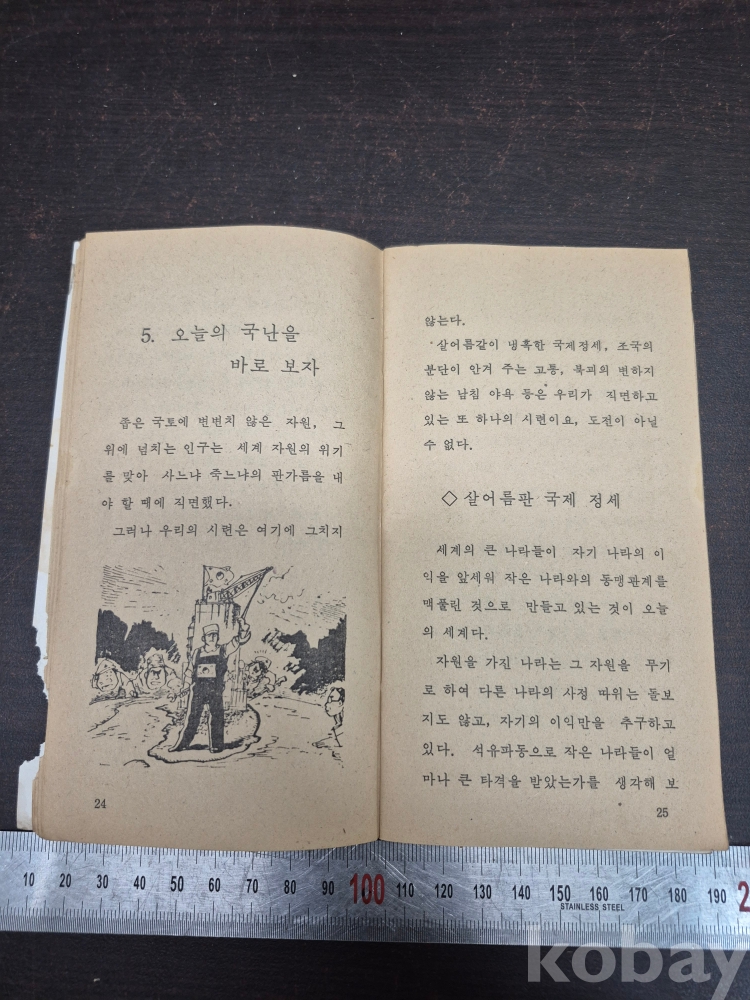 5. 오늘의 국난을
바로 보자
좁은 국토에 변변치 않은 자원, 그
위에 넘치는 인구는 세계 자원의 위기
를 맞아 사느냐 죽느냐의 판가름을 내
야 할 때에 직면했다.
그러나 우리의 시련은 여기에 그치지
24
않는다.
살어름같이 냉혹한 국제정세, 조국의
분단이 안겨 주는 고통, 북괴의 변하지
않는 남침 야욕 등은 우리가 직면하고
있는 또 하나의 시련이요, 도전이 아닐
수 없다.
◇ 살어름판 국제 정세
세계의 큰 나라들이 자기 나라의 이
익을 앞세워 작은 나라와의 동맹관계를
맥풀린 것으로 만들고 있는 것이 오늘
의 세계다.
자원을 가진 나라는 그 자원을 무기
로 하여 다른 나라의 사정 따위는 돌보
지도 않고, 자기의 이익만을 추구하고
있다. 석유파동으로 작은 나라들이 얼
마나 큰 타격을 받았는가를 생각해 보
25
10 20 30 40 50 60 70 80 90 100 110 120 130 140 150 160 170 180 190 2
STAINLESS STEEL
kobay